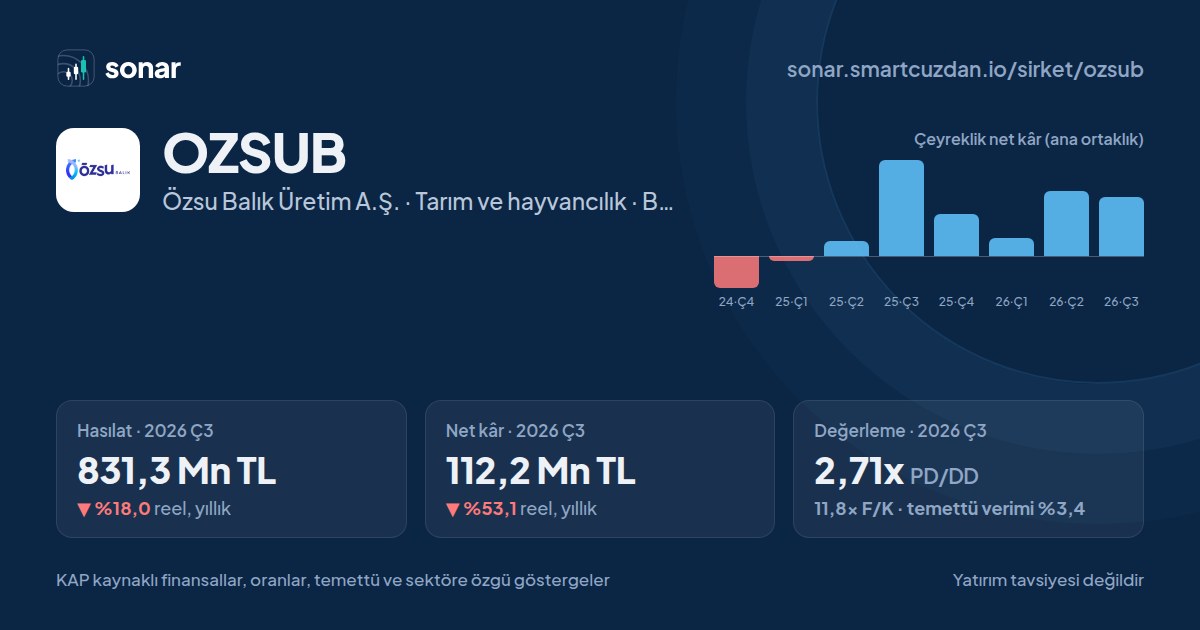 sonar
sonar.smartcuzdan.io/sirket/ozsub
özsu BALIK
OZSUB
Özsu Balık Üretim A.Ş. · Tarım ve hayvancılık · B…
Çeyreklik net kâr (ana ortaklık)
24·Ç4 25·Ç1 25·Ç2 25·Ç3 25·Ç4 26·Ç1 26·Ç2 26·Ç3
Hasılat · 2026 Ç3
831,3 Mn TL
▼ %18,0 reel, yıllık
Net kâr · 2026 Ç3
112,2 Mn TL
▼ %53,1 reel, yıllık
Değerleme · 2026 Ç3
2,71x PD/DD
11,8x F/K · temettü verimi %3,4
KAP kaynaklı finansallar, oranlar, temettü ve sektöre özgü göstergeler
Yatırım tavsiyesi değildir